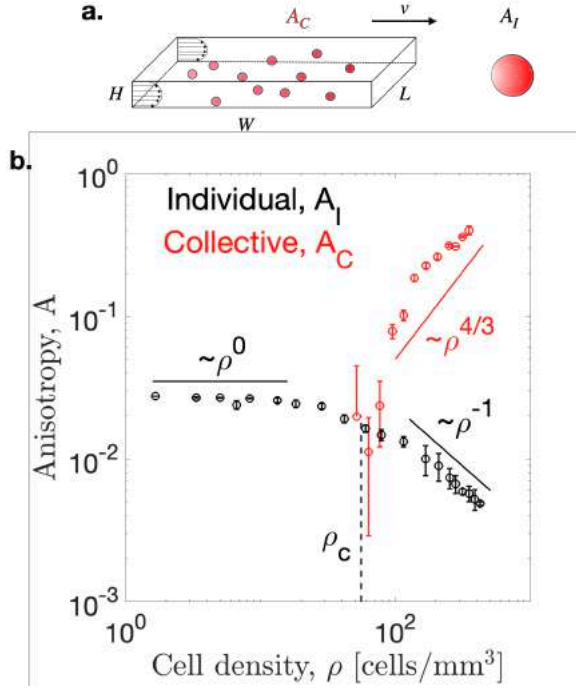 a.
A_C
v
A_I
H
L
W
b.
Individual, A_I
Collective, A_C
~ρ^0
~ρ^{4/3}
~ρ^{-1}
ρ_c
Anisotropy, A
10^0
10^{-1}
10^{-2}
10^{-3}
10^0
10^2
Cell density, ρ [cells/mm^3]